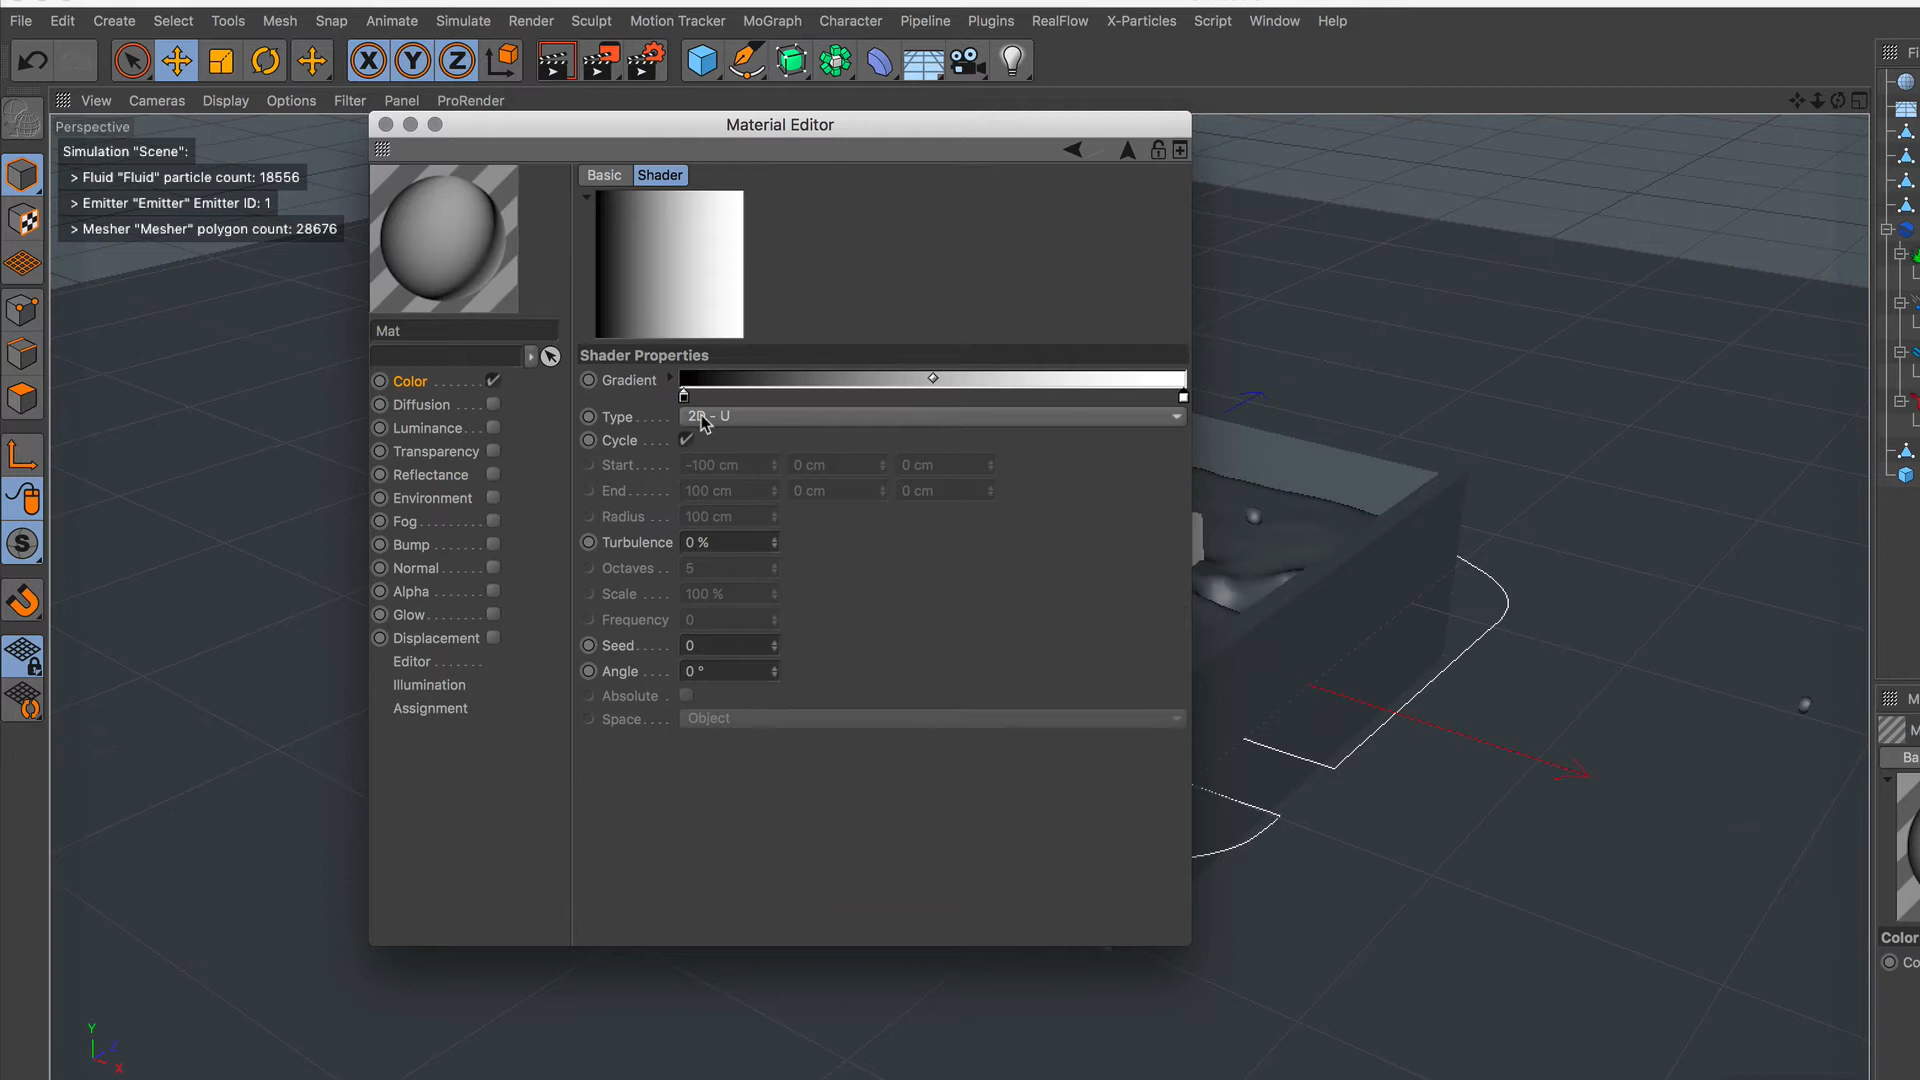 File Edit Create Select Tools Mesh Snap Animate Simulate Render Sculpt Motion Tracker MoGraph Character Pipeline Plugins RealFlow X-Particles Script Window Help
X Y Z
View Cameras Display Options Filter Panel ProRender
Perspective
Simulation "Scene":
> Fluid "Fluid" particle count: 18556
> Emitter "Emitter" Emitter ID: 1
> Mesher "Mesher" polygon count: 28676
Material Editor
Mat
Color
Diffusion
Luminance
Transparency
Reflectance
Environment
Fog
Bump
Normal
Alpha
Glow
Displacement
Editor
Illumination
Assignment
Basic Shader
Shader Properties
Gradient
Type 2D - U
Cycle
Start -100 cm 0 cm 0 cm
End 100 cm 0 cm 0 cm
Radius 100 cm
Turbulence 0 %
Octaves 5
Scale 100 %
Frequency 0
Seed 0
Angle 0 °
Absolute
Space Object
Fi
M
M
Ba
Color
Co
S
Y
Z
X